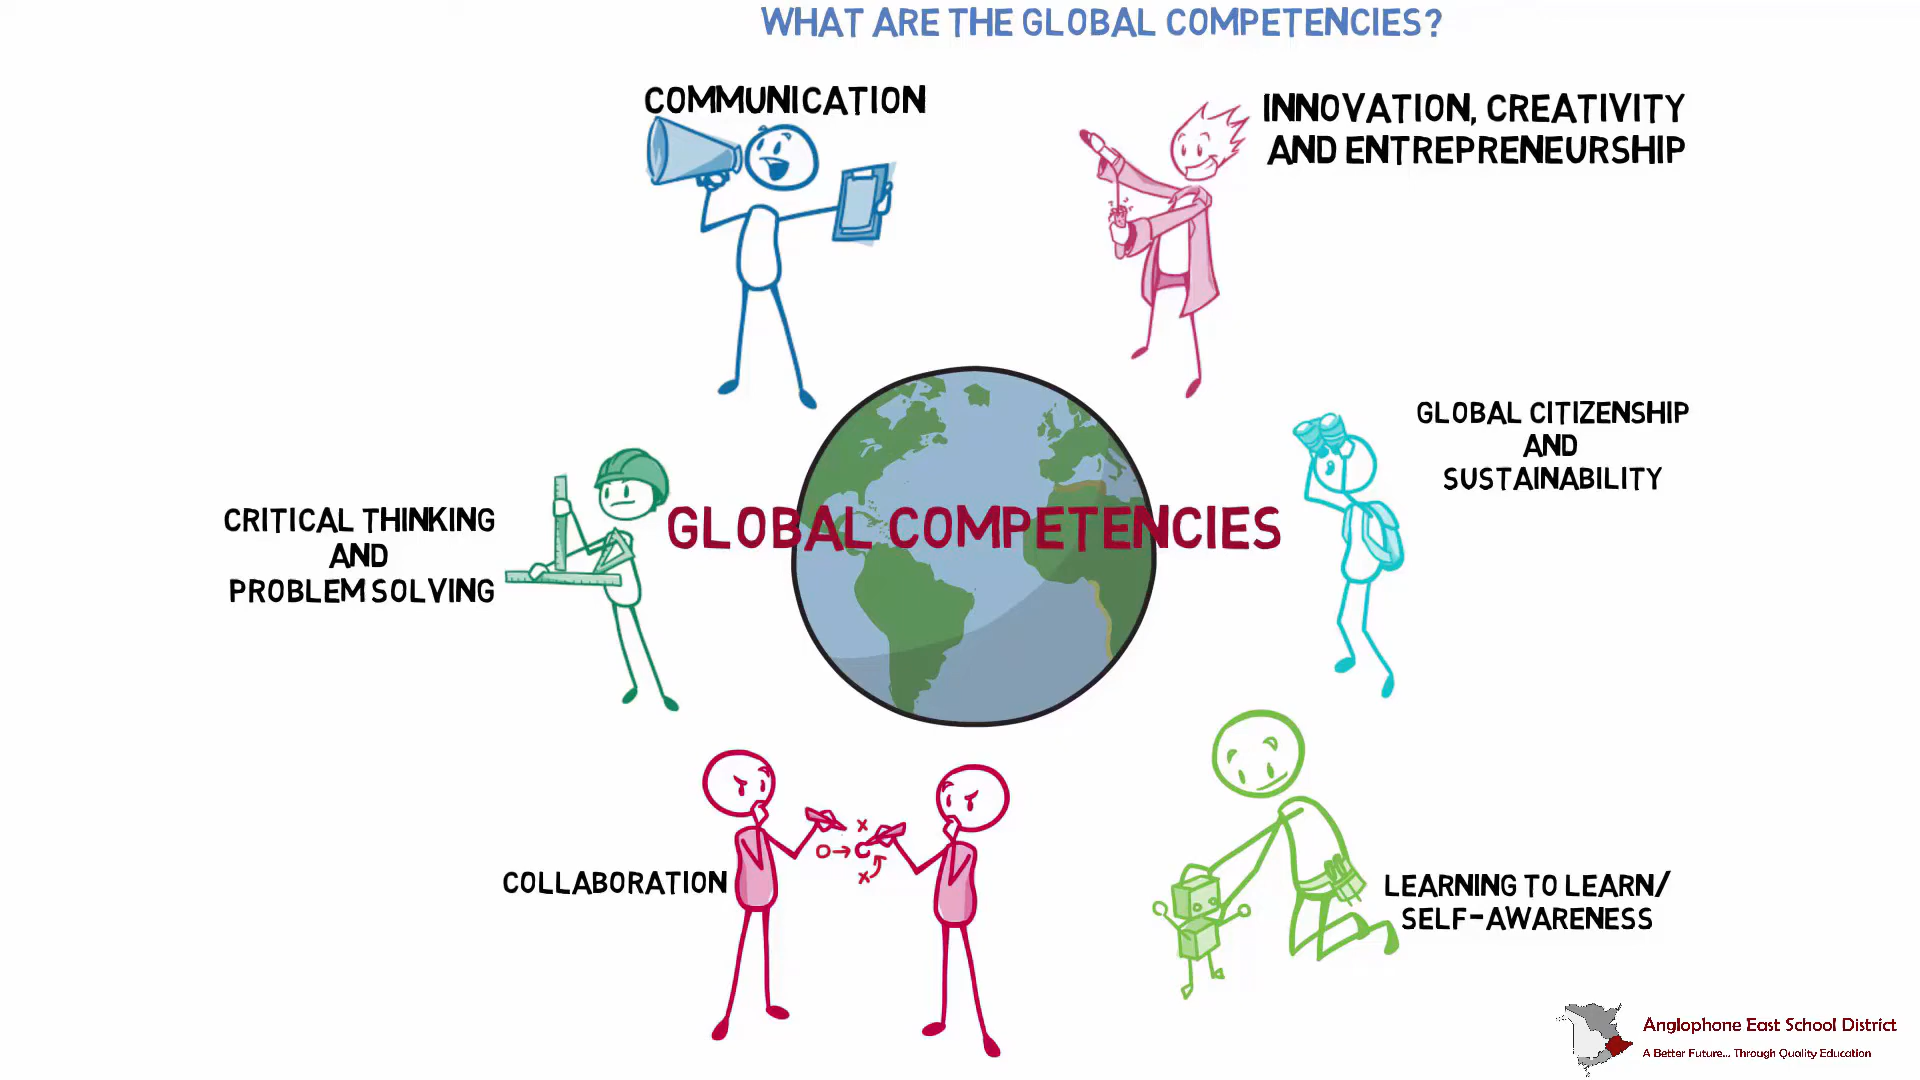 WHAT ARE THE GLOBAL COMPETENCIES?
COMMUNICATION
INNOVATION, CREATIVITY
AND ENTREPRENEURSHIP
GLOBAL CITIZENSHIP
AND
SUSTAINABILITY
CRITICAL THINKING
AND
PROBLEM SOLVING
GLOBAL COMPETENCIES
COLLABORATION
LEARNING TO LEARN/
SELF-AWARENESS
Anglophone East School District
A Better Future... Through Quality Education